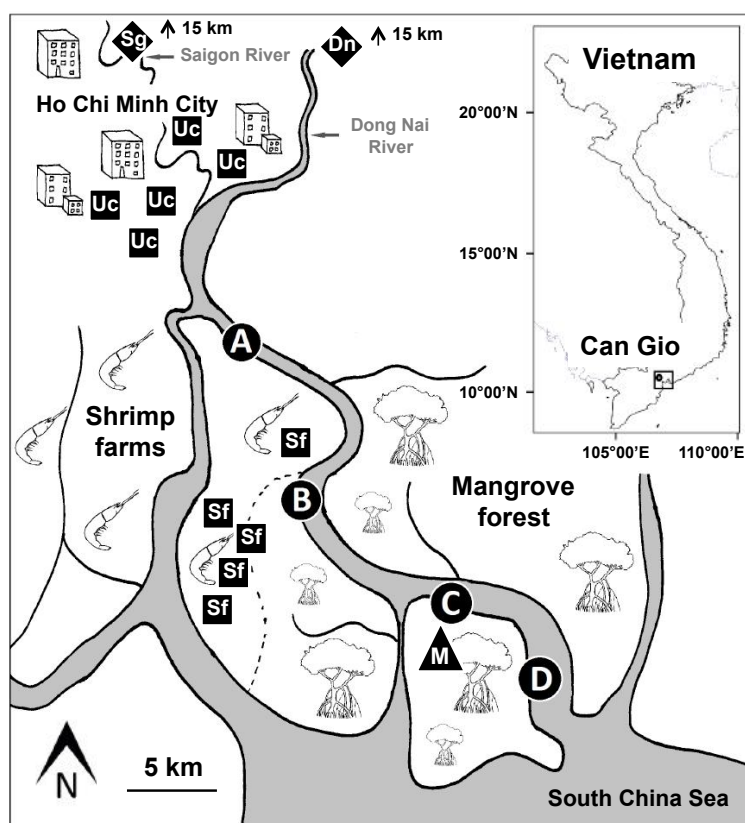 Sg
15 km
Saigon River
Dn
15 km
Vietnam
20°00'N
Ho Chi Minh City
Uc
Dong Nai
River
Uc
Uc
Uc
Uc
15°00'N
A
Can Gio
10°00'N
105°00'E
110°00'E
Shrimp
farms
Sf
B
Mangrove
forest
Sf
Sf
Sf
Sf
C
M
D
N
5 km
South China Sea